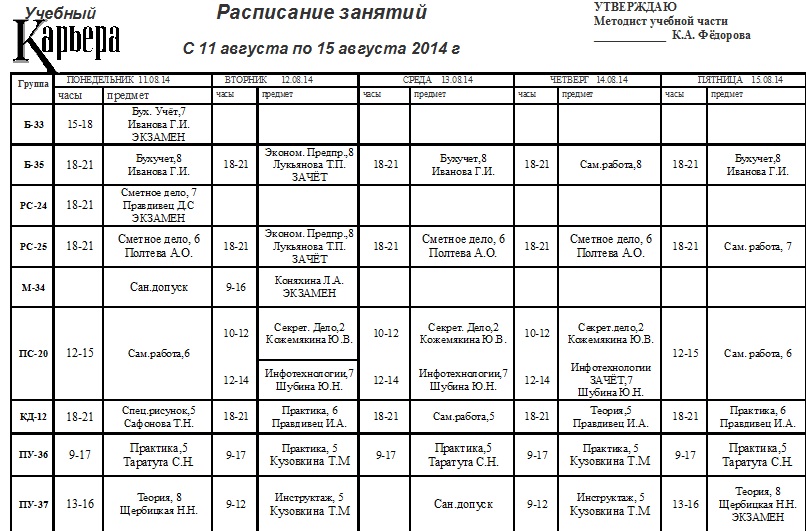 Учебный
Карьера
Расписание занятий
С 11 августа по 15 августа 2014 г
УТВЕРЖДАЮ
Методист учебной части
____________ К.А. Фёдорова
Группа ПОНЕДЕЛЬНИК 11.08.14 ВТОРНИК 12.08.14 СРЕДА 13.08.14 ЧЕТВЕРГ 14.08.14 ПЯТНИЦА 15.08.14
часы предмет часы предмет часы предмет часы предмет часы предмет
Б-33 15-18 Бух. Учёт,7
Иванова Г.И.
ЭКЗАМЕН
Б-35 18-21 Бухучет,8
Иванова Г.И.
18-21 Эконом. Предпр.,8
Лукьянова Т.П.
ЗАЧЁТ
18-21 Бухучет,8
Иванова Г.И.
18-21 Сам.работа,8
18-21 Бухучет,8
Иванова Г.И.
РС-24 18-21 Сметное дело, 7
Правдивец Д.С
ЭКЗАМЕН
РС-25 18-21 Сметное дело, 6
Полтева А.О.
18-21 Эконом. Предпр.,8
Лукьянова Т.П.
ЗАЧЁТ
18-21 Сметное дело, 6
Полтева А.О.
18-21 Сметное дело, 6
Полтева А.О.
18-21 Сам. работа, 7
М-34 Сан.допуск
9-16 Коняхина Л.А.
ЭКЗАМЕН
ПС-20 12-15 Сам.работа,6
10-12 Секрет. Дело,2
Кожемякина Ю.В.
12-14 Инфотехнологии,7
Шубина Ю.Н.
10-12 Секрет. Дело,2
Кожемякина Ю.В.
12-14 Инфотехнологии,7
Шубина Ю.Н.
10-12 Секрет.дело,2
Кожемякина Ю.В.
12-14 Инфотехнологии
ЗАЧЁТ,7
Шубина Ю.Н.
12-15 Сам. работа, 6
КД-12 18-21 Спец.рисунок,5
Сафонова Т.Н.
18-21 Практика, 6
Правдивец И.А.
18-21 Сам.работа,5
18-21 Теория,5
Правдивец И.А.
18-21 Практика, 6
Правдивец И.А.
ПУ-36 9-17 Практика,5
Таратута С.Н.
9-17 Практика, 5
Кузовкина Т.М
9-17 Практика,5
Таратута С.Н.
9-17 Практика, 5
Кузовкина Т.М
9-17 Практика,5
Таратута С.Н.
ПУ-37 13-16 Теория, 8
Щербицкая Н.Н.
9-12 Инструктаж, 5
Кузовкина Т.М
Сан.допуск
9-12 Инструктаж, 5
Кузовкина Т.М
13-16 Теория, 8
Щербицкая Н.Н.
ЭКЗАМЕН